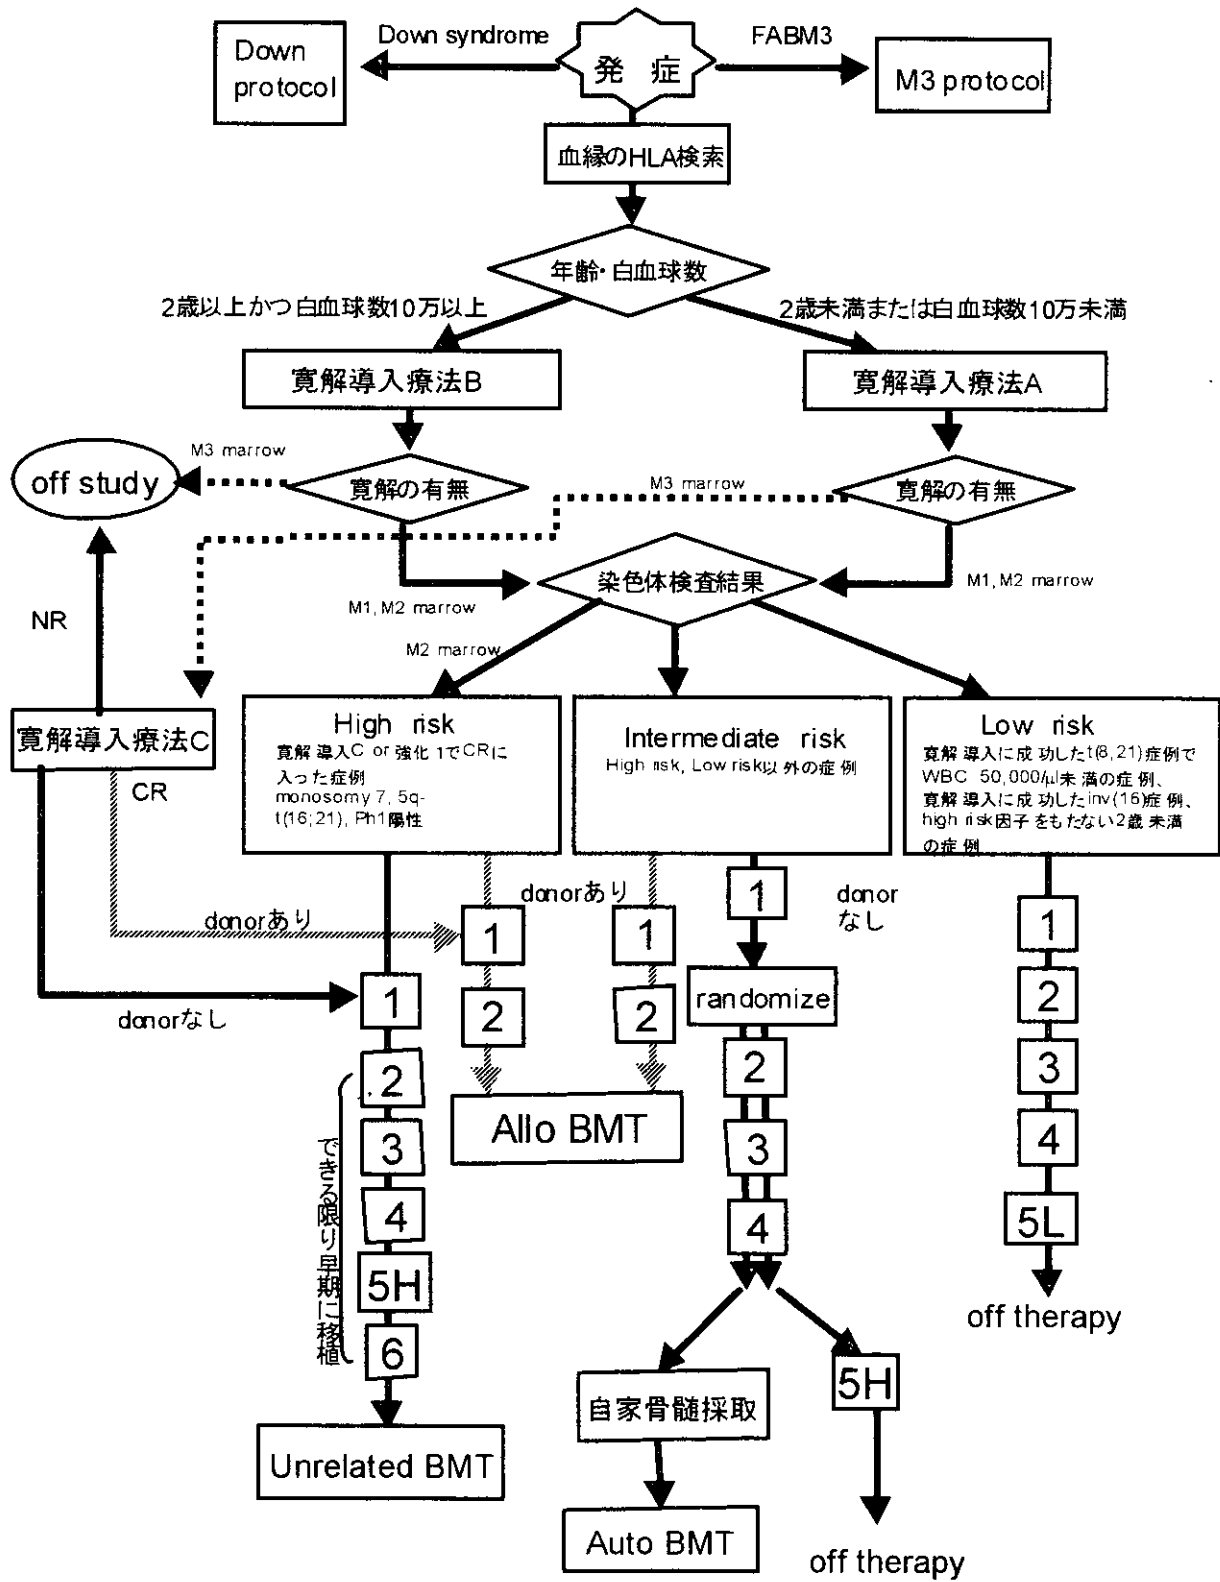 Down syndrome
発 症
FABM3
Down
protocol
M3 protocol
血縁のHLA検索
年齢・白血球数
2歳以上かつ白血球数10万以上
2歳未満または白血球数10万未満
寛解導入療法B
寛解導入療法A
M3 marrow
off study
寛解の有無
M3 marrow
寛解の有無
染色体検査結果
M1, M2 marrow
M1, M2 marrow
NR
M2 marrow
寛解導入療法C
CR
High risk
寛解導入C or 強化1でCRに
入った症例
monosomy 7, 5q-
t(16;21), Ph1陽性
Intermediate risk
High risk, Low risk以外の症例
Low risk
寛解導入に成功したt(8,21)症例で
WBC 50,000/μl未満の症例、
寛解導入に成功したinv(16)症例、
high risk因子をもたない2歳未満
の症例
donorあり
donorあり
donor
なし
donorなし
1
2
3
4
5H
6
できる限り早期に移植
Unrelated BMT
1
2
1
2
Allo BMT
1
randomize
2
3
4
自家骨髄採取
Auto BMT
5H
off therapy
1
2
3
4
5L
off therapy